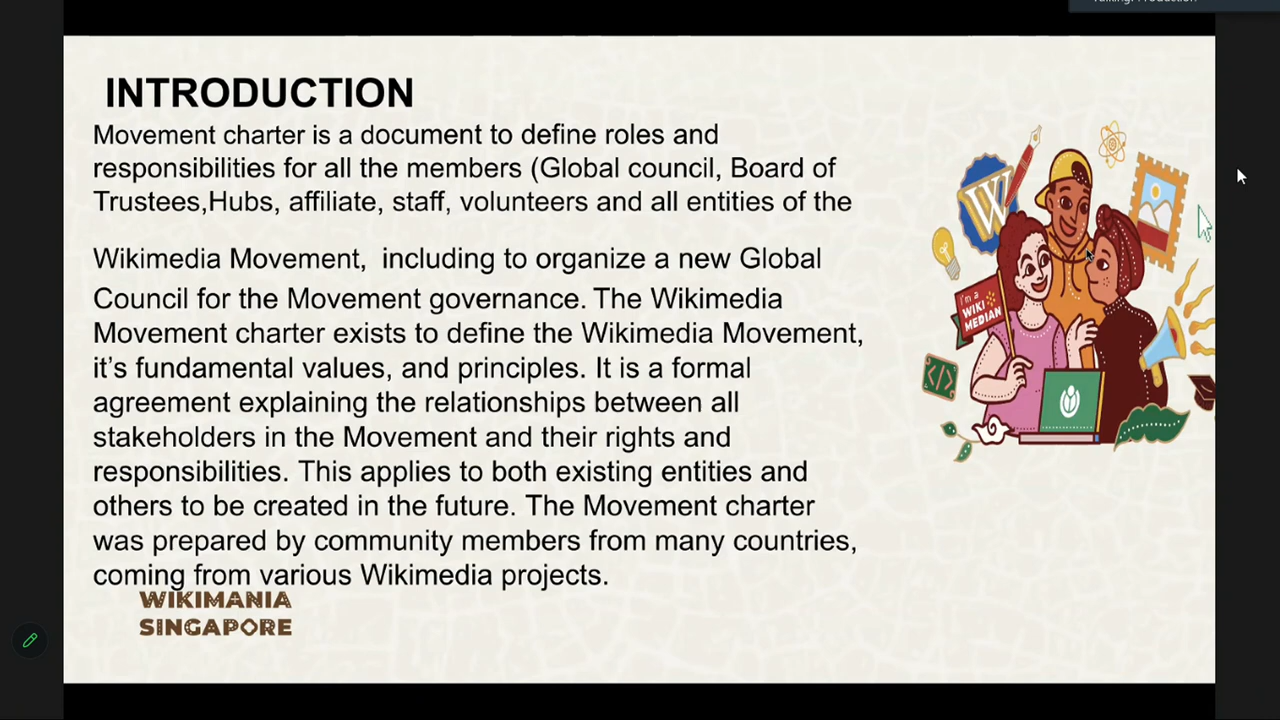 INTRODUCTION
Movement charter is a document to define roles and
responsibilities for all the members (Global council, Board of
Trustees,Hubs, affiliate, staff, volunteers and all entities of the
Wikimedia Movement,  including to organize a new Global
Council for the Movement governance. The Wikimedia
Movement charter exists to define the Wikimedia Movement,
it’s fundamental values, and principles. It is a formal
agreement explaining the relationships between all
stakeholders in the Movement and their rights and
responsibilities. This applies to both existing entities and
others to be created in the future. The Movement charter
was prepared by community members from many countries,
coming from various Wikimedia projects.
WIKIMANIA
SINGAPORE
W
I'm a
WIKI
MEDIAN
</>